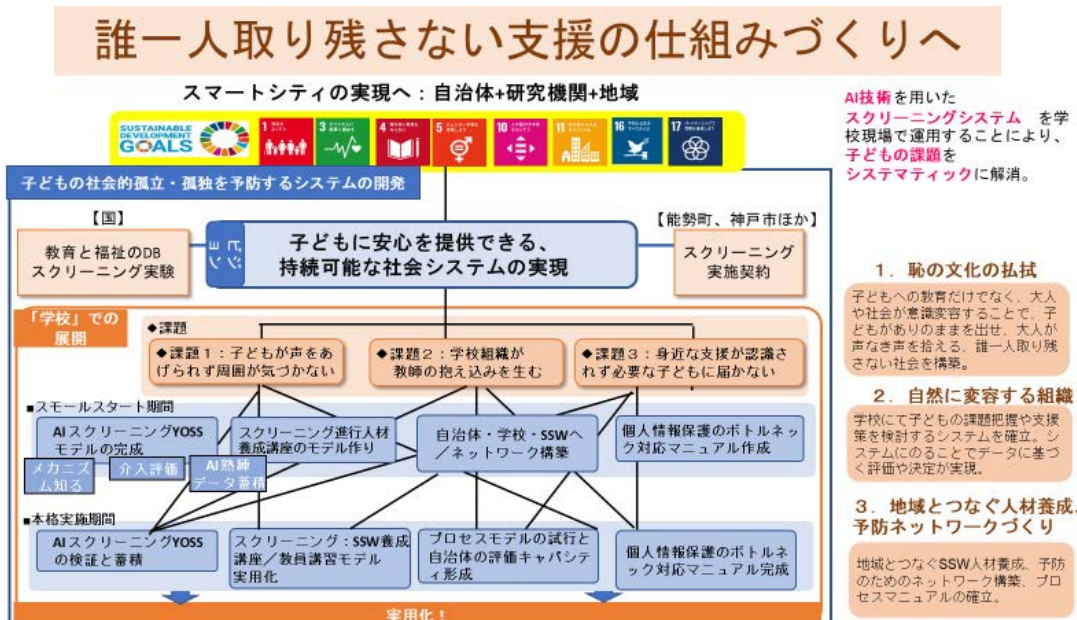 誰一人取り残さない支援の仕組みづくりへ
スマートシティの実現へ：自治体+研究機関+地域
SUSTAINABLE
DEVELOPMENT
GOALS
1
3
4
5
10
11
16
17
AI技術を用いた
スクリーニングシステム を学
校現場で運用することにより、
子どもの課題を
システマティックに解消。
子どもの社会的孤立・孤独を予防するシステムの開発
【国】
教育と福祉のDB
スクリーニング実験
ビジ
ョン
子どもに安心を提供できる、
持続可能な社会システムの実現
【能勢町、神戸市ほか】
スクリーニング
実施契約
「学校」での
展開
◆課題
◆課題１：子どもが声をあ
げられず周囲が気づかない
◆課題２：学校組織が
教師の抱え込みを生む
◆課題３：身近な支援が認識さ
れず必要な子どもに届かない
■スモールスタート期間
AIスクリーニングYOSS
モデルの完成
メカニズ
ム知る
介入評価
AI熟練
データ蓄積
スクリーニング進行人材
養成講座のモデル作り
自治体・学校・SSWへ
／ネットワーク構築
個人情報保護のボトルネッ
ク対応マニュアル作成
■本格実施期間
AIスクリーニングYOSS
の検証と蓄積
スクリーニング：SSW養成
講座／教員講習モデル
実用化
プロセスモデルの試行と
自治体の評価キャパシテ
ィ形成
個人情報保護のボトルネ
ック対応マニュアル完成
実用化！
１．恥の文化の払拭
子どもへの教育だけでなく、大人
や社会が意識変容することで、子
どもがありのままを出せ、大人が
声なき声を拾える、誰一人取り残
さない社会を構築。
２．自然に変容する組織
学校にて子どもの課題把握や支援
策を検討するシステムを確立。シ
ステムにのることでデータに基づ
く評価や決定が実現。
３．地域とつなぐ人材養成、
予防ネットワークづくり
地域とつなぐSSW人材養成、予防
のためのネットワーク構築、プロ
セスマニュアルの確立。